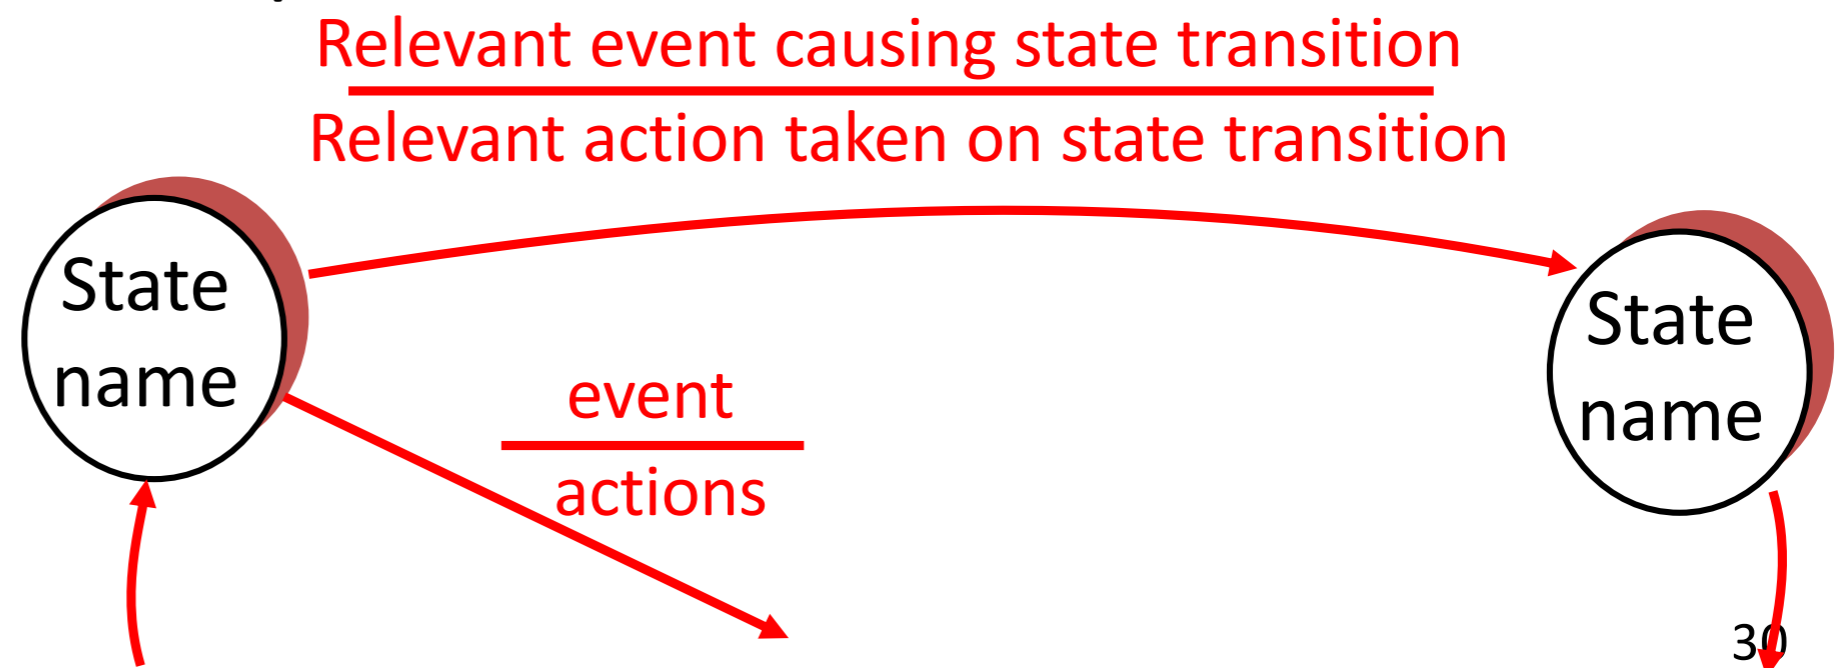 Relevant event causing state transition
Relevant action taken on state transition
State
name
State
name
event
actions
30